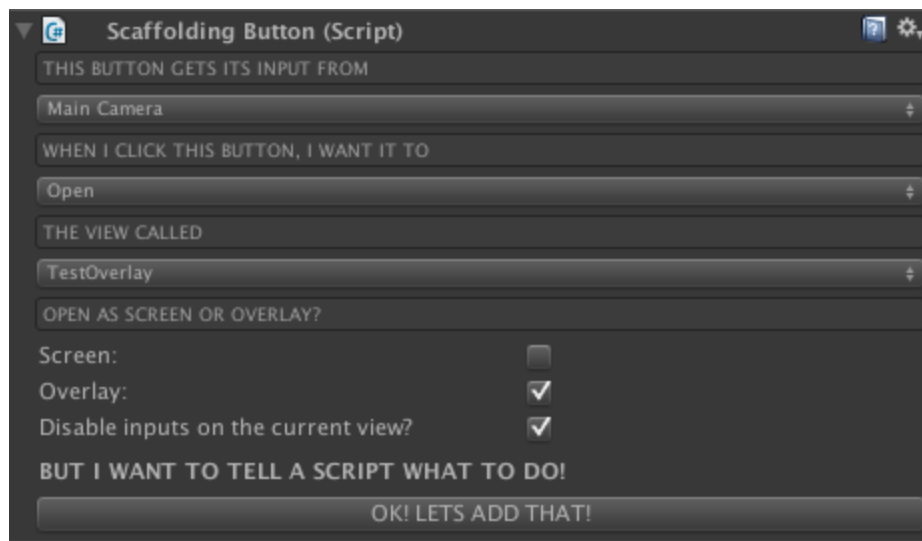 Scaffolding Button (Script)
THIS BUTTON GETS ITS INPUT FROM
Main Camera
WHEN I CLICK THIS BUTTON, I WANT IT TO
Open
THE VIEW CALLED
TestOverlay
OPEN AS SCREEN OR OVERLAY?
Screen:
Overlay:
Disable inputs on the current view?
BUT I WANT TO TELL A SCRIPT WHAT TO DO!
OK! LETS ADD THAT!